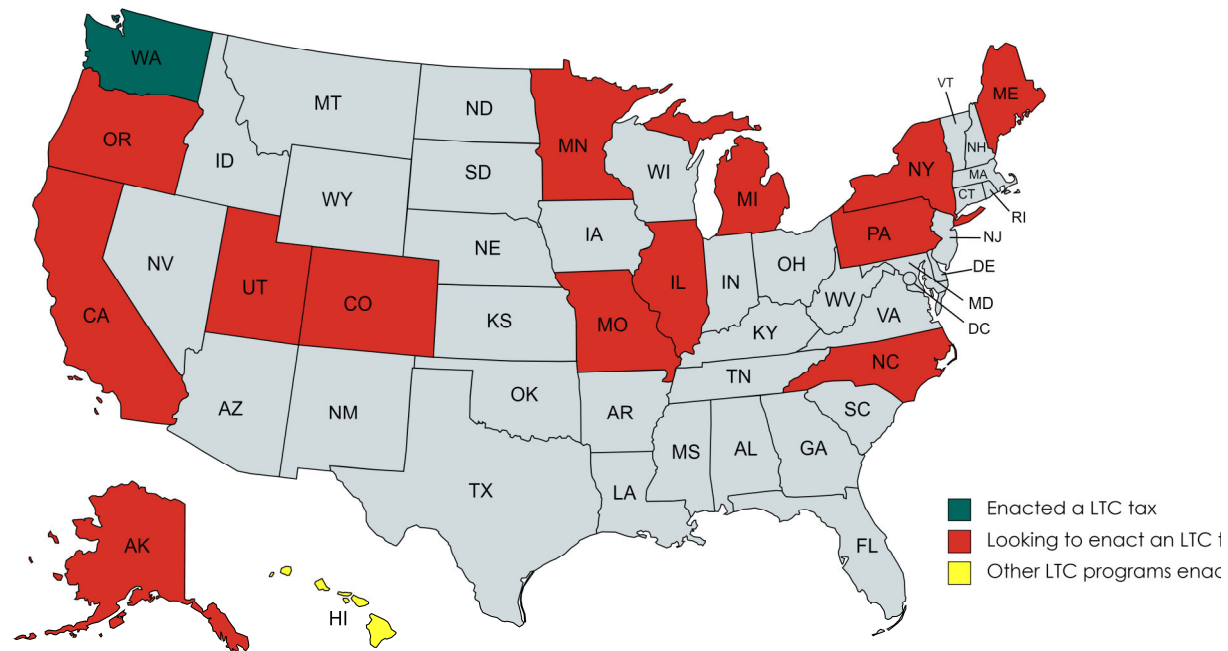 WA
MT
ND
MN
VT
ME
OR
ID
SD
WI
MI
NY
NH
MA
CT
RI
WY
NE
IA
PA
NJ
NV
UT
CO
IL
IN
OH
DE
MD
DC
CA
KS
MO
WV
VA
KY
NC
TN
AZ
NM
OK
AR
SC
MS
AL
GA
TX
LA
FL
AK
HI
Enacted a LTC tax
Looking to enact an LTC t
Other LTC programs enac